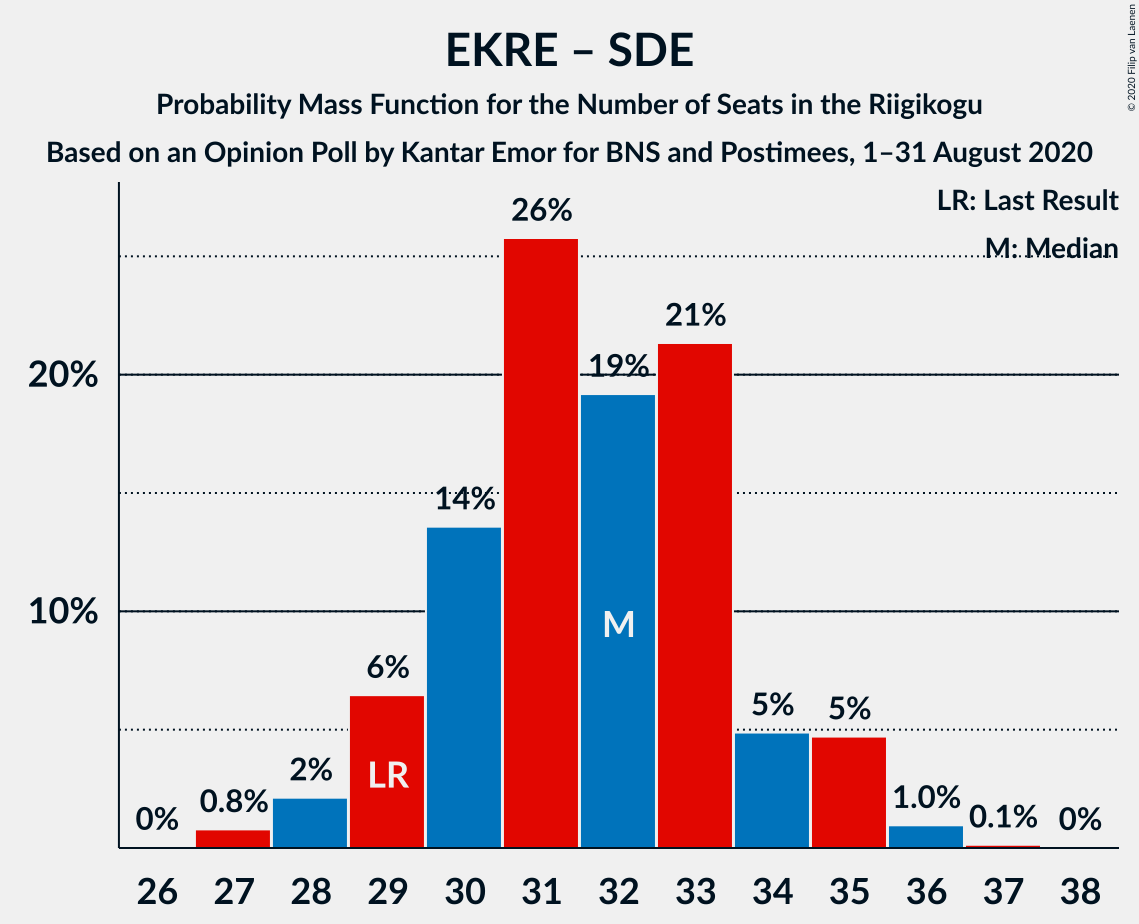 EKRE – SDE
Probability Mass Function for the Number of Seats in the Riigikogu
Based on an Opinion Poll by Kantar Emor for BNS and Postimees, 1–31 August 2020
© 2020 Filip van Laenen
LR: Last Result
M: Median
20%
10%
0%
0.8%
2%
6%
14%
26%
19%
21%
5%
5%
1.0%
0.1%
0%
LR
M
26 27 28 29 30 31 32 33 34 35 36 37 38